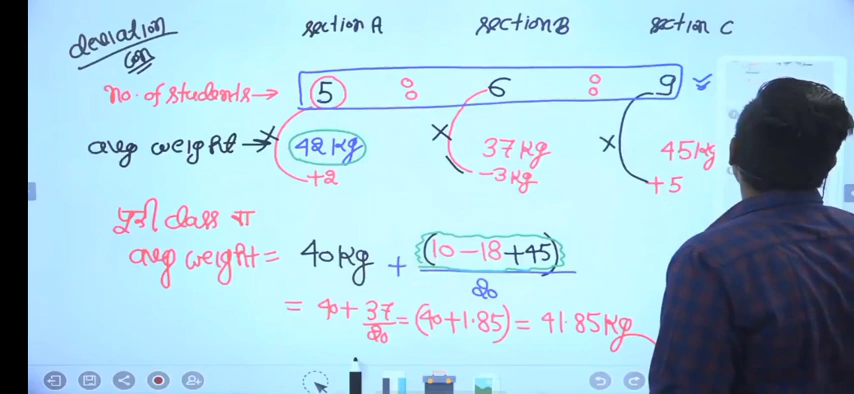 deviation section A section B section C
con
No. of students → 5 : 6 : 9
avg weight → × 42 kg × 37 kg × 45 kg
+2 -3 kg +5
पूरी class का
avg weight = 40 kg + (10 - 18 + 45)
20
= 40 + 37/20 = (40 + 1.85) = 41.85 kg